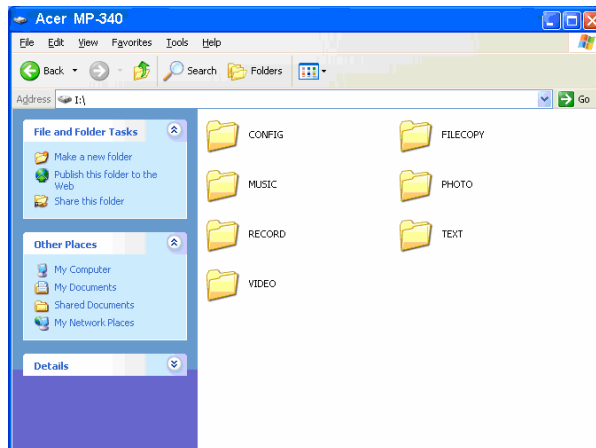 Acer MP-340
File Edit View Favorites Tools Help
Back Search Folders
Address I:\ Go
File and Folder Tasks
Make a new folder
Publish this folder to the
Web
Share this folder
Other Places
My Computer
My Documents
Shared Documents
My Network Places
Details
CONFIG FILECOPY
MUSIC PHOTO
RECORD TEXT
VIDEO